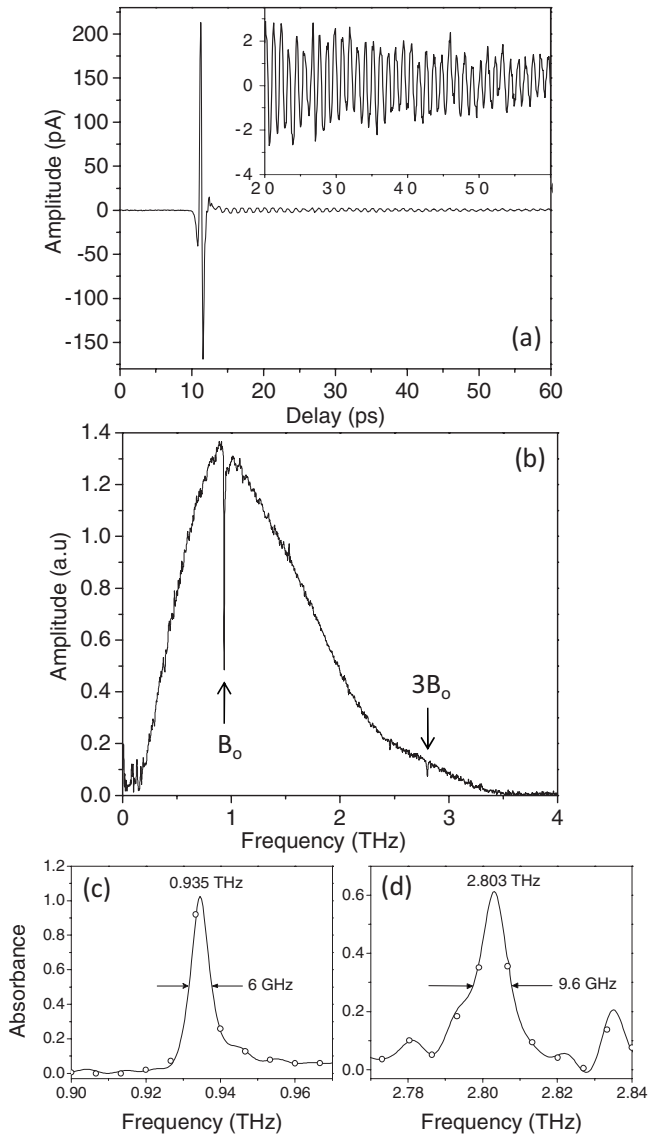 200
150
100
50
0
-50
-100
-150
Amplitude (pA)
2
0
-2
-4
20 30 40 50
(a)
0 10 20 30 40 50 60
Delay (ps)
1.4
1.2
1.0
0.8
0.6
0.4
0.2
0.0
Amplitude (a.u)
(b)
Bo
3Bo
0 1 2 3 4
Frequency (THz)
1.2
1.0
0.8
0.6
0.4
0.2
0.0
Absorbance
(c)
0.935 THz
6 GHz
0.90 0.92 0.94 0.96
Frequency (THz)
0.6
0.4
0.2
0.0
(d)
2.803 THz
9.6 GHz
2.78 2.80 2.82 2.84
Frequency (THz)